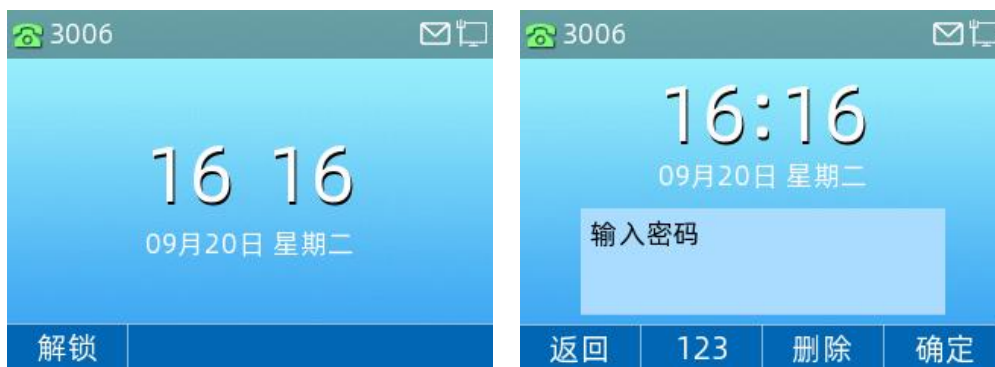 3006
16 16
09月20日 星期二
解锁
3006
16:16
09月20日 星期二
输入密码
返回 123 删除 确定